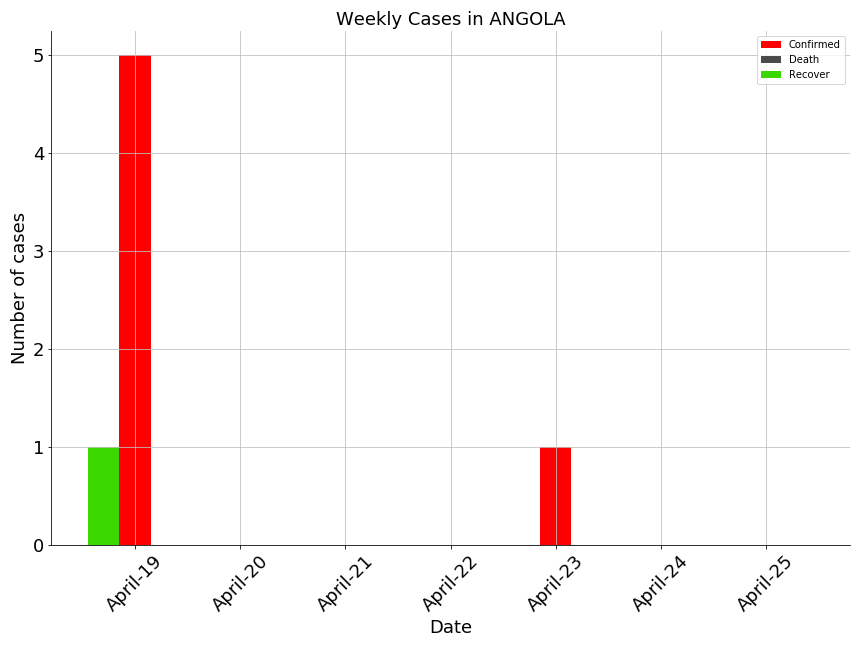 Weekly Cases in ANGOLA
Confirmed
Death
Recover
5
4
3
2
1
0
Number of cases
April-19
April-20
April-21
April-22
April-23
April-24
April-25
Date